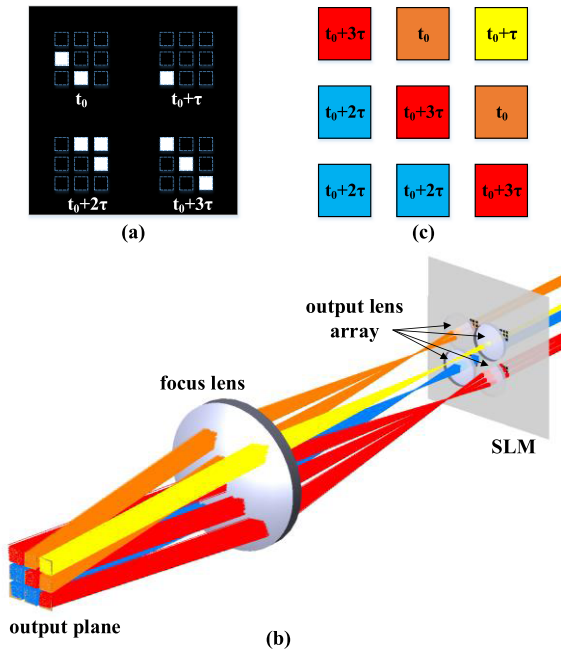 t₀
t₀+τ
t₀+2τ
t₀+3τ
(a)
t₀+3τ
t₀
t₀+τ
t₀+2τ
t₀+3τ
t₀
t₀+2τ
t₀+2τ
t₀+3τ
(c)
output lens
array
focus lens
SLM
output plane
(b)